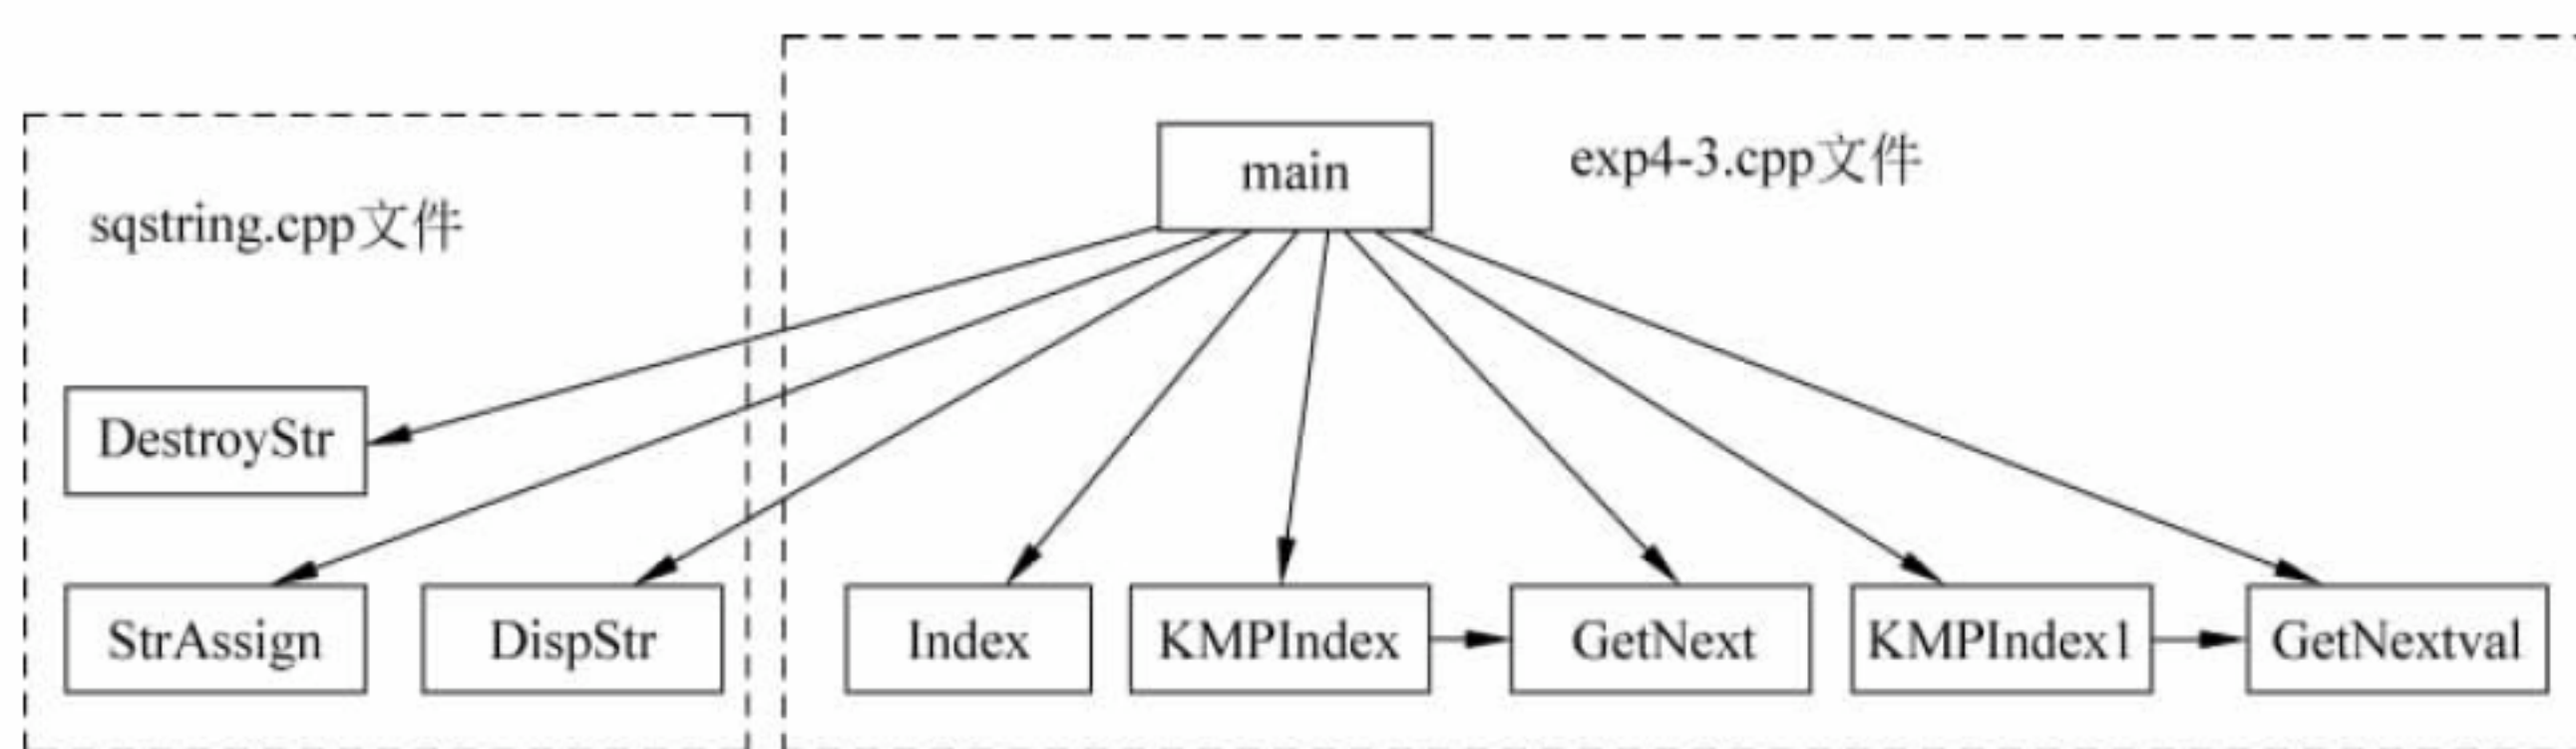 main
exp4-3.cpp文件
sqstring.cpp文件
DestroyStr
StrAssign
DispStr
Index
KMPIndex
GetNext
KMPIndex1
GetNextval